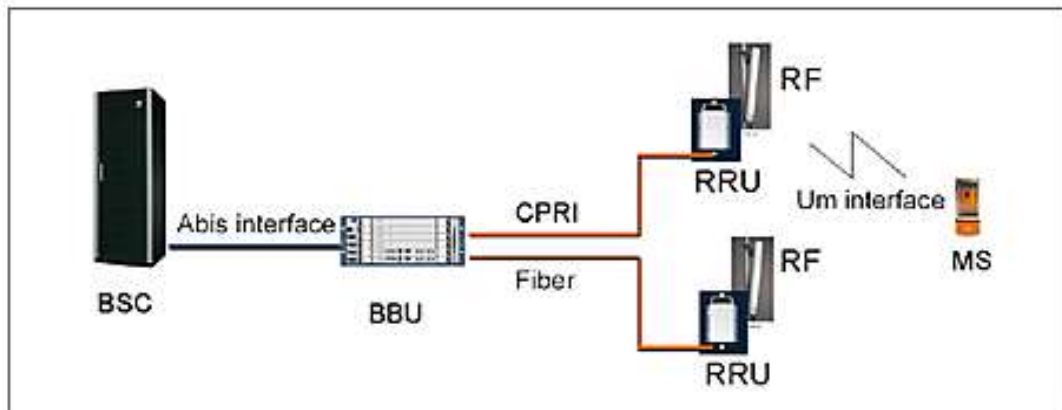 RF
RRU
CPRI
Um interface
Abis interface
MS
RF
Fiber
BSC
BBU
RRU